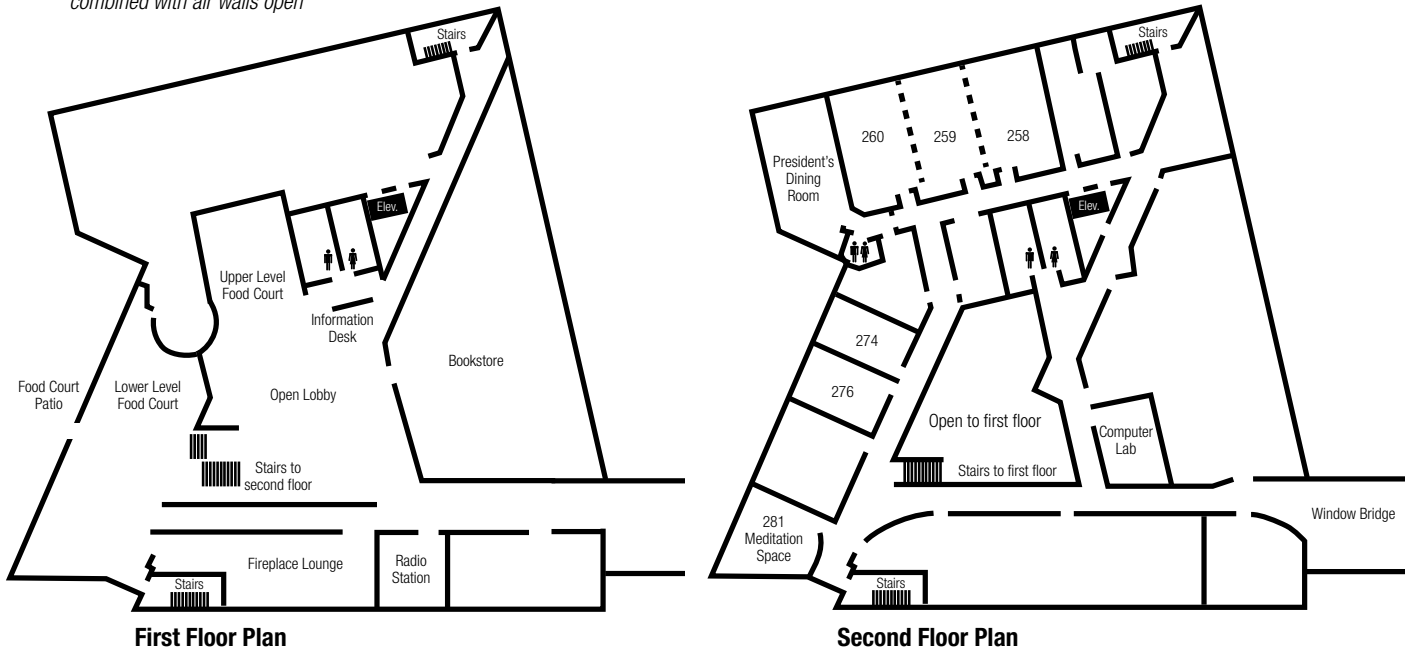 combined with air walls open
Stairs
Elev.
Upper Level
Food Court
Information
Desk
Bookstore
Food Court
Patio
Lower Level
Food Court
Open Lobby
Stairs to
second floor
Fireplace Lounge
Radio
Station
Stairs
First Floor Plan
Stairs
260
259
258
President's
Dining
Room
Elev.
274
276
Open to first floor
Computer
Lab
Stairs to first floor
281
Meditation
Space
Window Bridge
Stairs
Second Floor Plan